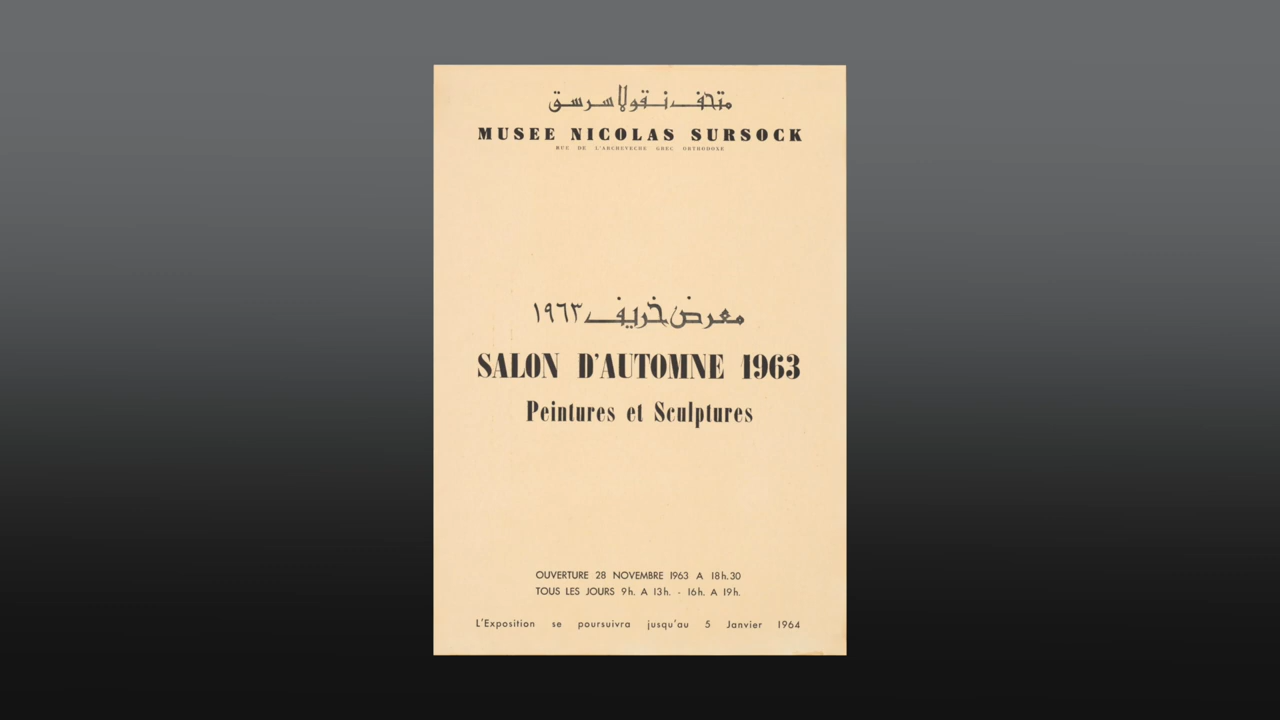 متحف نقولا سرسق
MUSEE NICOLAS SURSOCK
RUE DE L'ARCHEVECHE GREC ORTHODOXE
معرض خريف ١٩٦٣
SALON D'AUTOMNE 1963
Peintures et Sculptures
OUVERTURE 28 NOVEMBRE 1963 A 18h.30
TOUS LES JOURS 9h. A 13h. - 16h. A 19h.
L'Exposition se poursuivra jusqu'au 5 Janvier 1964